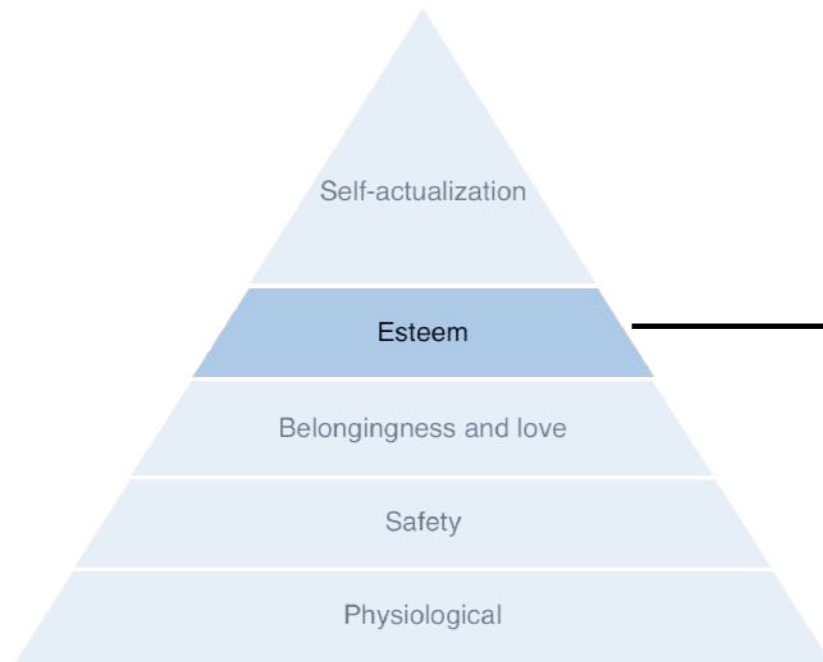 Self-actualization
Esteem
Belongingness and love
Safety
Physiological